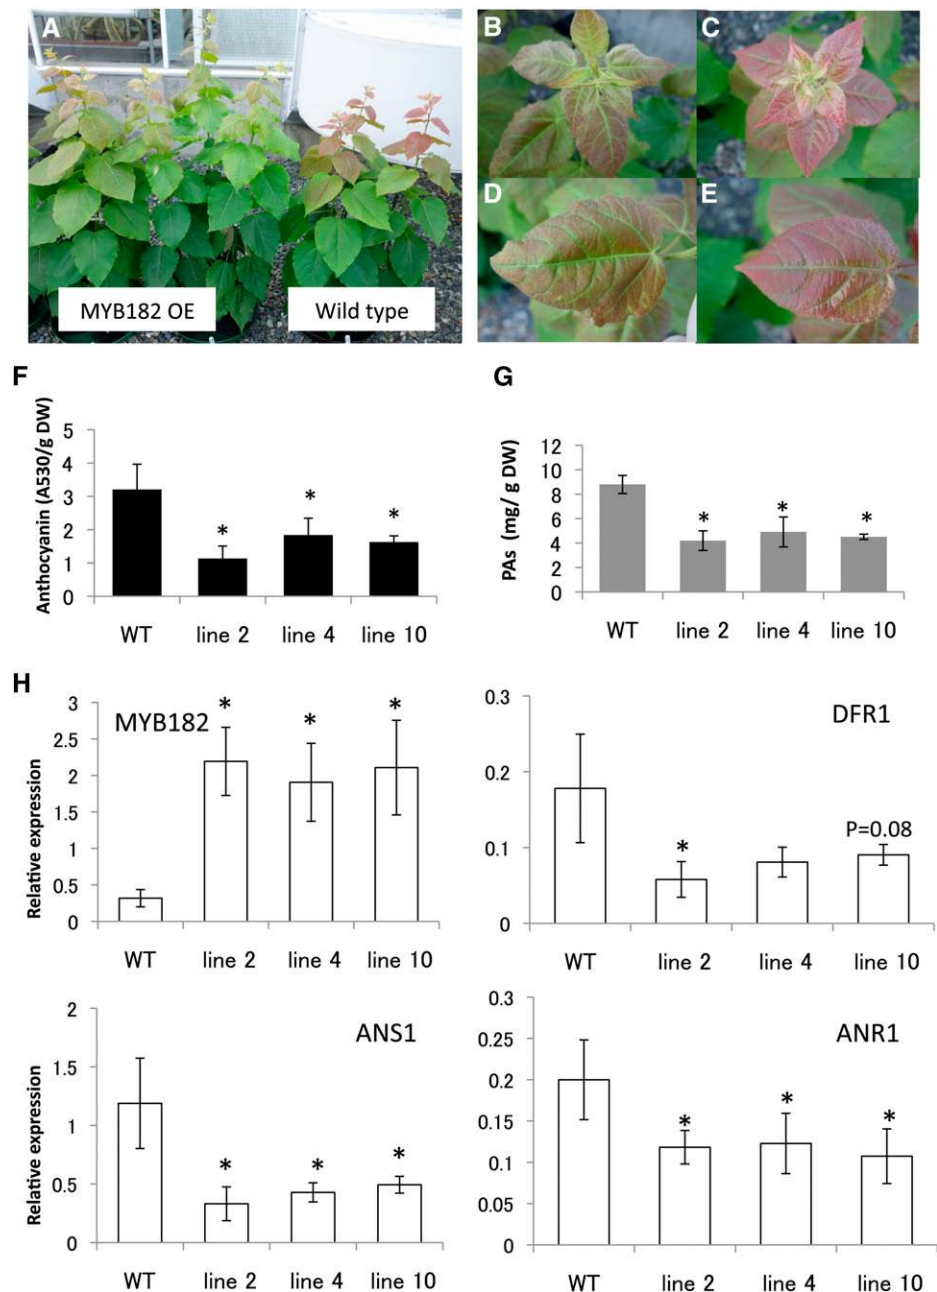 A
MYB182 OE
Wild type
B
C
D
E
F
Anthocyanin (A530/g DW)
5
4
3
2
1
0
*
*
*
WT
line 2
line 4
line 10
G
PAs (mg/ g DW)
12
10
8
6
4
2
0
*
*
*
WT
line 2
line 4
line 10
H
Relative expression
3
2.5
2
1.5
1
0.5
0
MYB182
*
*
*
WT
line 2
line 4
line 10
0.3
0.2
0.1
0
DFR1
*
P=0.08
WT
line 2
line 4
line 10
Relative expression
2
1.5
1
0.5
0
ANS1
*
*
*
WT
line 2
line 4
line 10
0.3
0.25
0.2
0.15
0.1
0.05
0
ANR1
*
*
*
WT
line 2
line 4
line 10